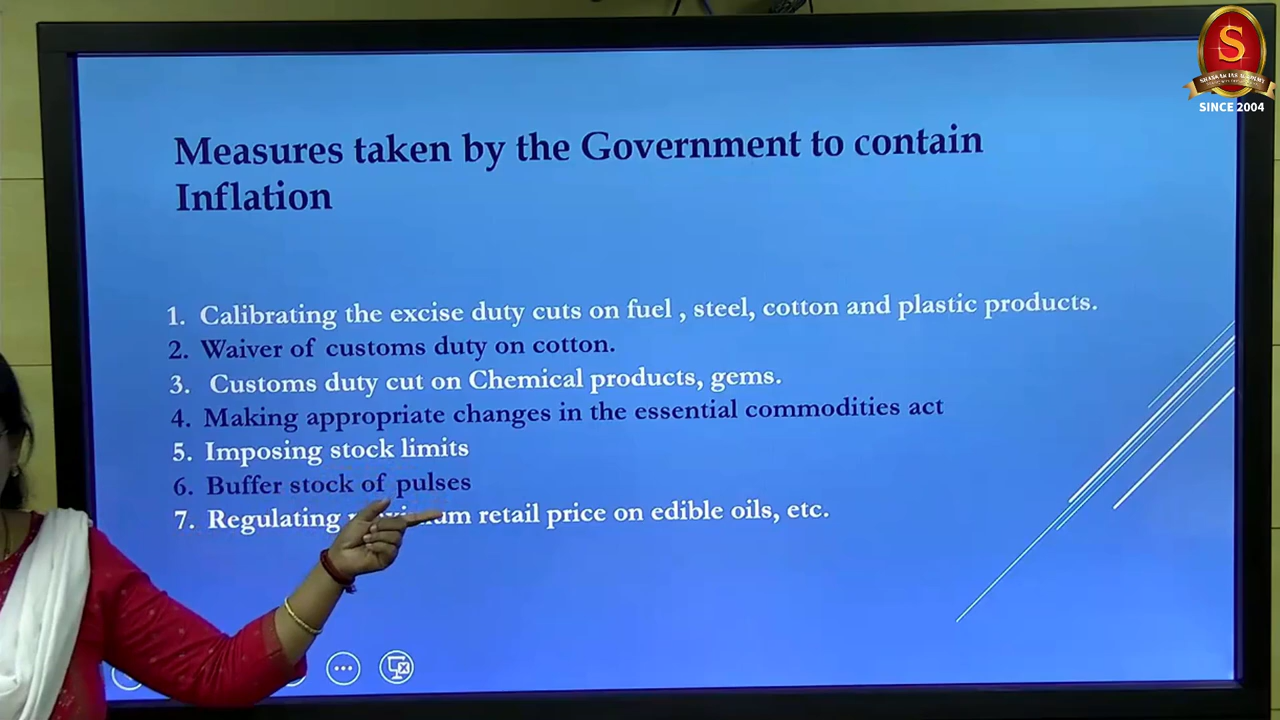 S
SHANKAR IAS ACADEMY
SINCE 2004
Measures taken by the Government to contain
Inflation
1. Calibrating the excise duty cuts on fuel , steel, cotton and plastic products.
2. Waiver of customs duty on cotton.
3. Customs duty cut on Chemical products, gems.
4. Making appropriate changes in the essential commodities act
5. Imposing stock limits
6. Buffer stock of pulses
7. Regulating retail price on edible oils, etc.